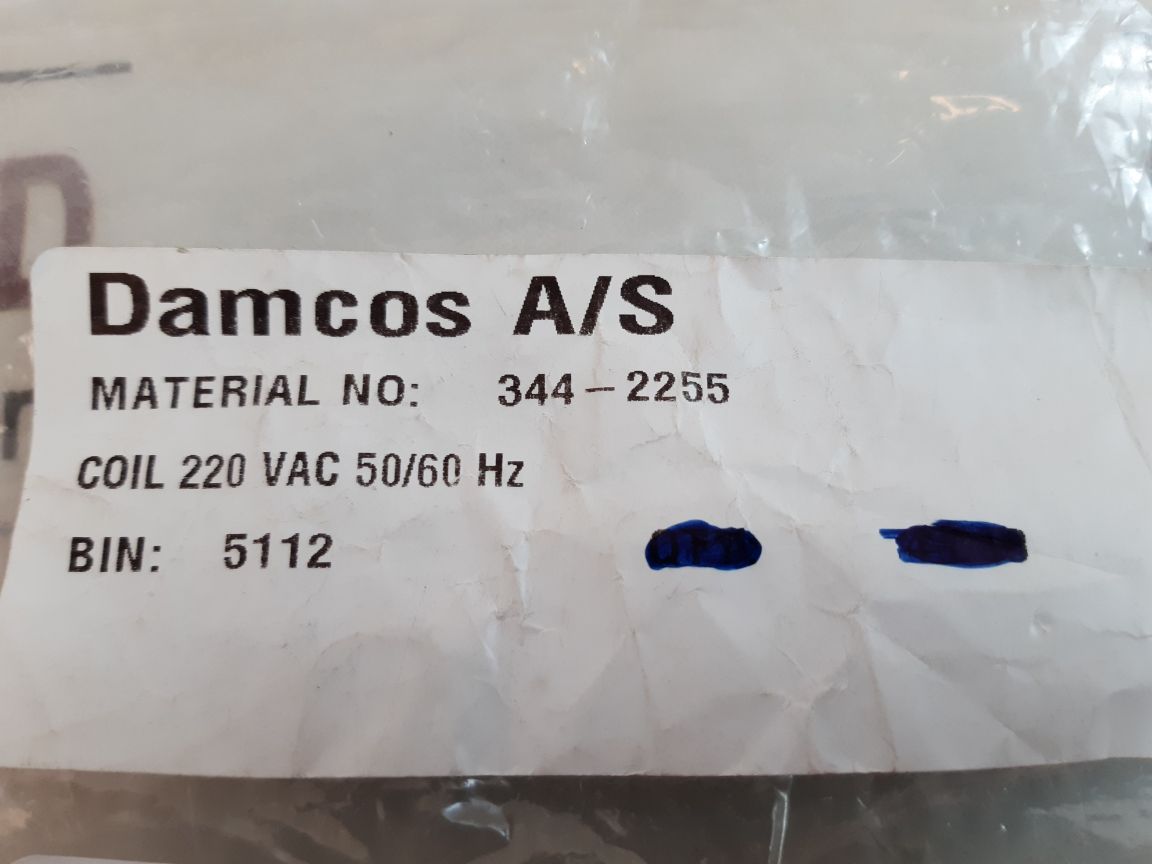 Damcos A/S
MATERIAL NO: 344-2255
COIL 220 VAC 50/60 Hz
BIN: 5112